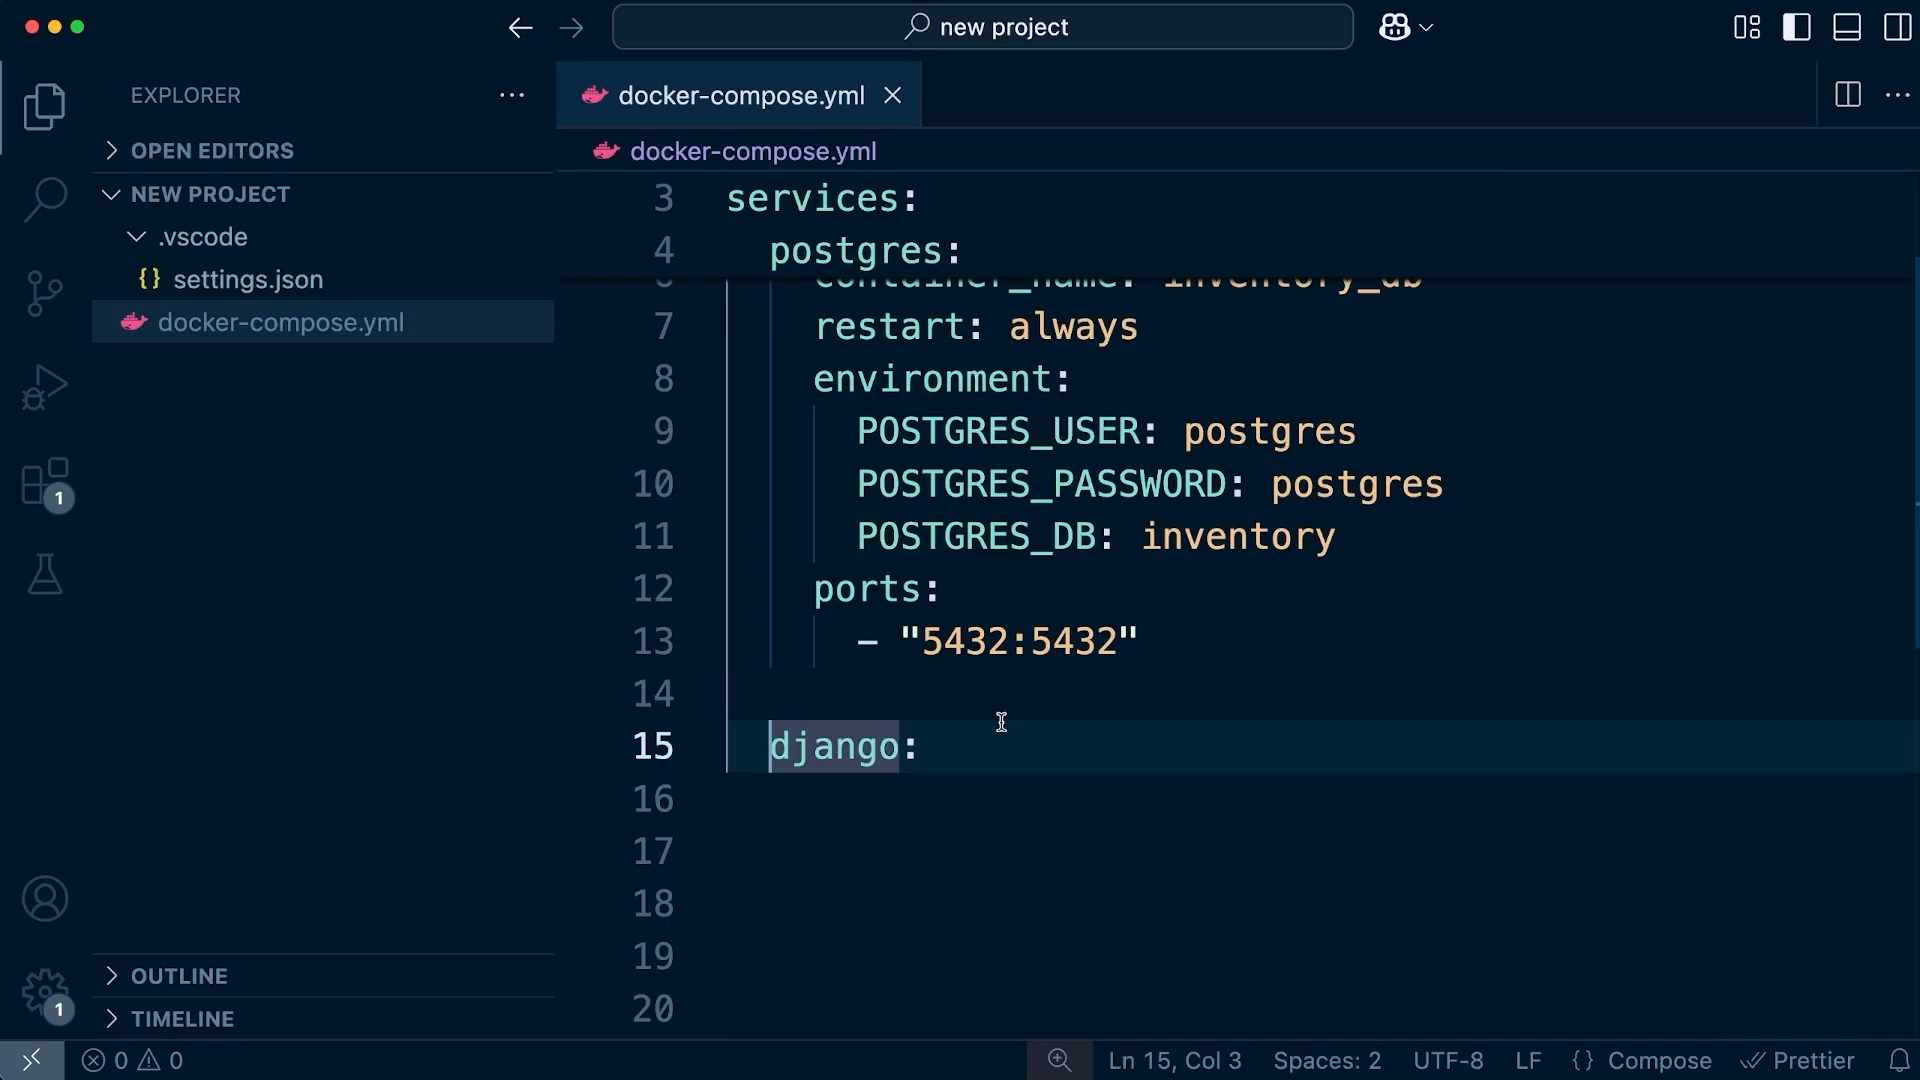 new project
EXPLORER
docker-compose.yml
OPEN EDITORS
docker-compose.yml
NEW PROJECT
.vscode
{} settings.json
docker-compose.yml
3 services:
4 postgres:
6 container_name: inventory_db
7 restart: always
8 environment:
9 POSTGRES_USER: postgres
10 POSTGRES_PASSWORD: postgres
11 POSTGRES_DB: inventory
12 ports:
13 - "5432:5432"
14
15 django:
16
17
18
19
20
1
OUTLINE
1
TIMELINE
0 0
Ln 15, Col 3 Spaces: 2 UTF-8 LF {} Compose Prettier